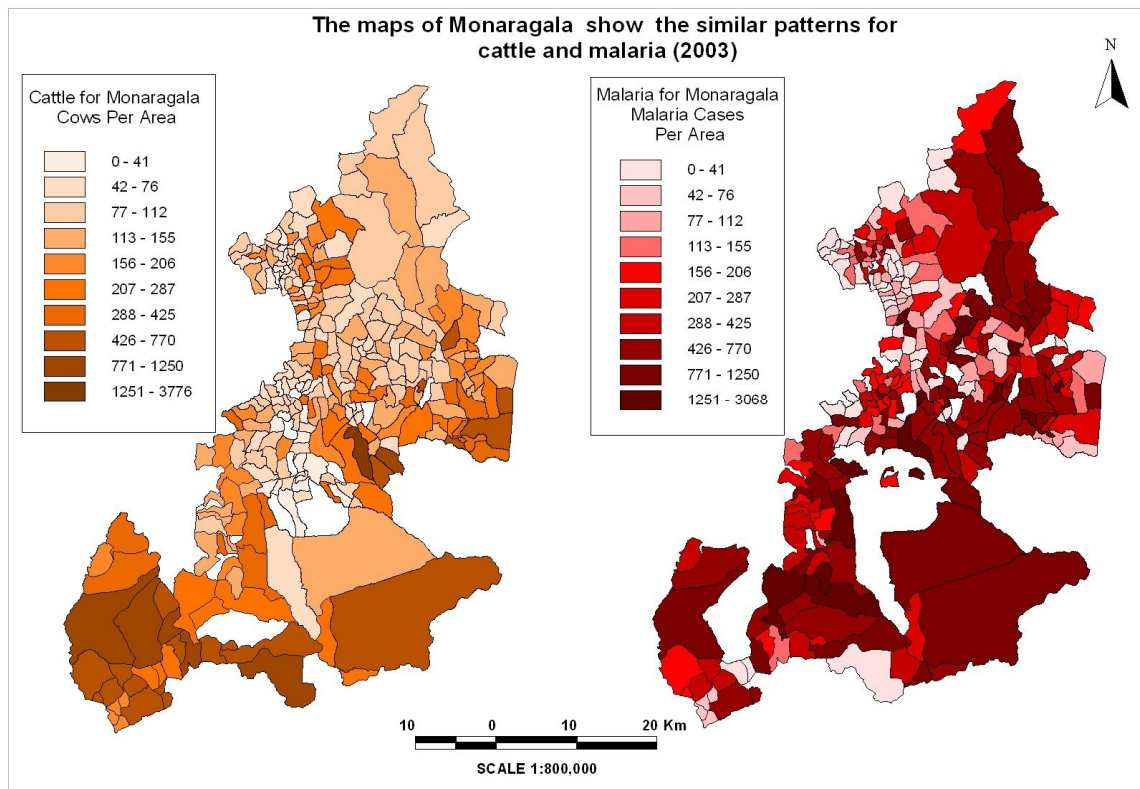 The maps of Monaragala show the similar patterns for
cattle and malaria (2003)
N
Cattle for Monaragala
Cows Per Area
0 - 41
42 - 76
77 - 112
113 - 155
156 - 206
207 - 287
288 - 425
426 - 770
771 - 1250
1251 - 3776
Malaria for Monaragala
Malaria Cases
Per Area
0 - 41
42 - 76
77 - 112
113 - 155
156 - 206
207 - 287
288 - 425
426 - 770
771 - 1250
1251 - 3068
10 0 10 20 Km
SCALE 1:800,000